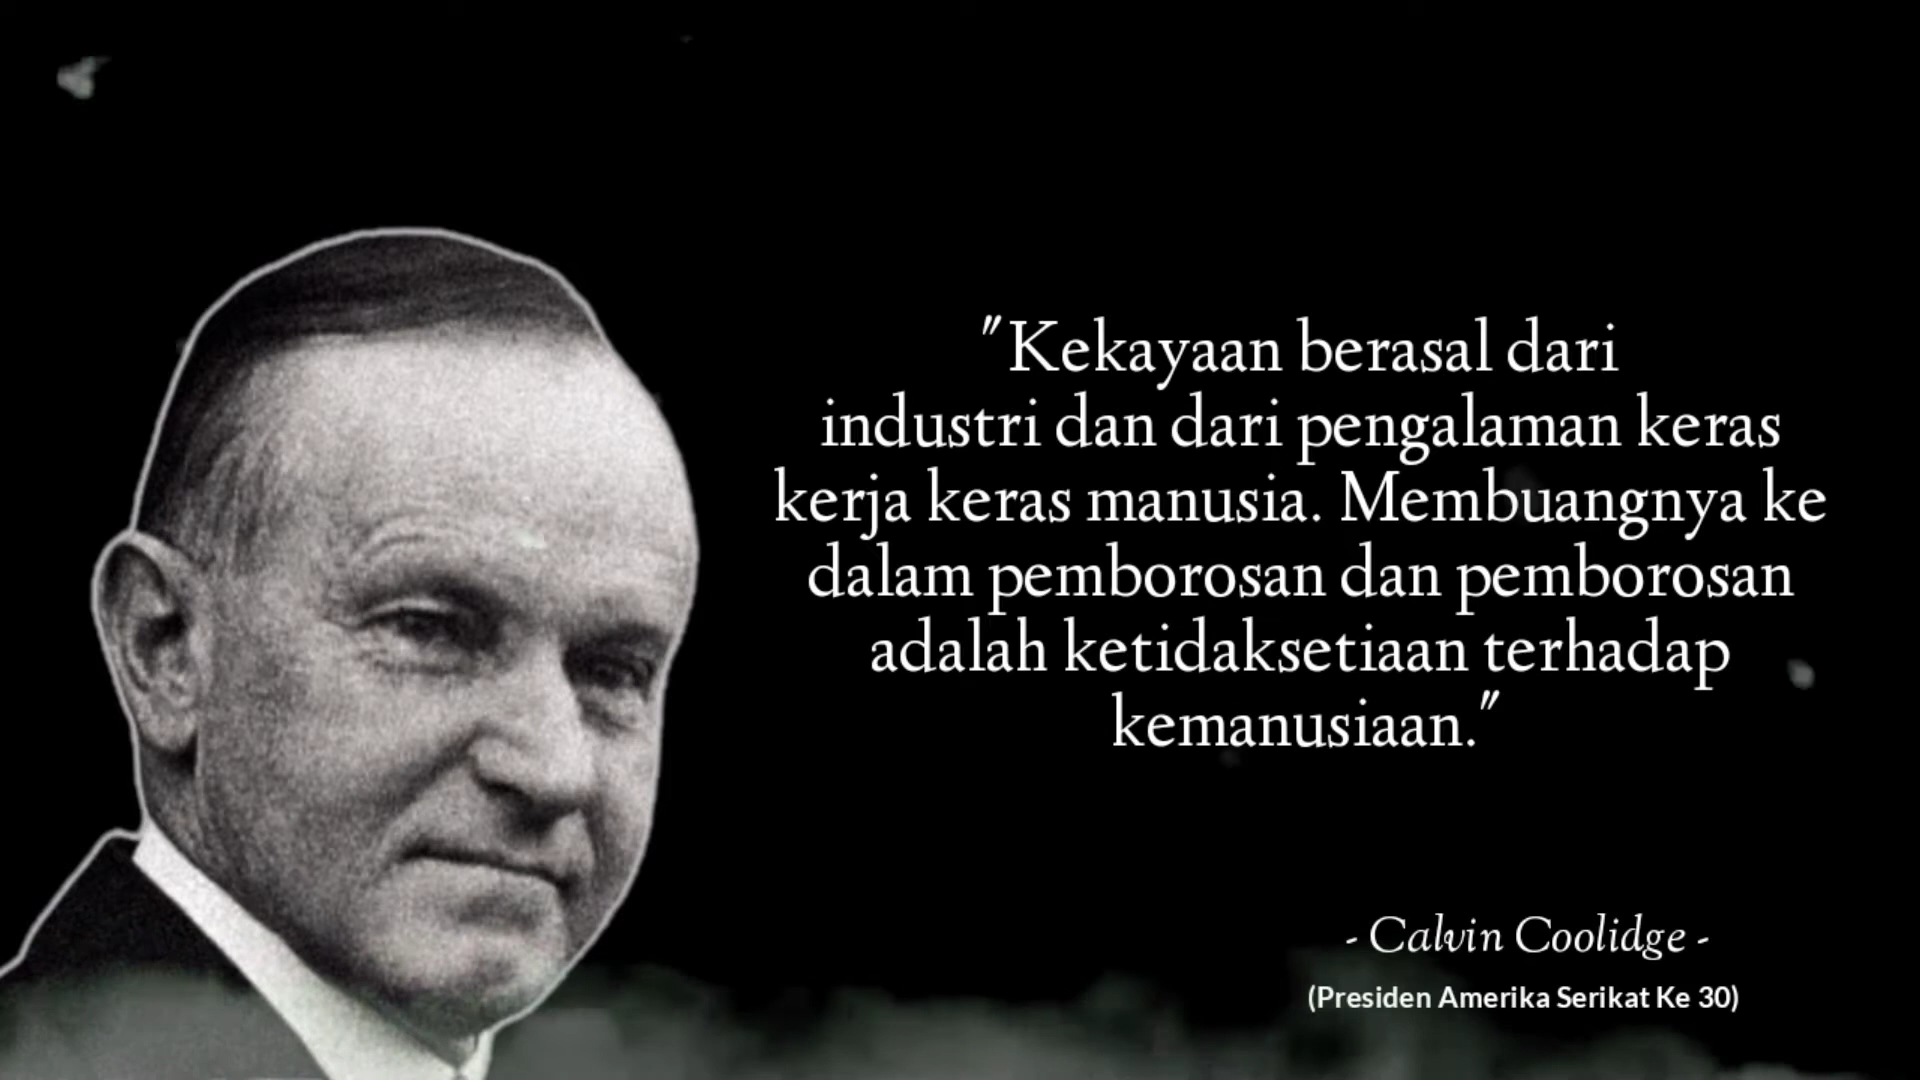 "Kekayaan berasal dari
industri dan dari pengalaman keras
kerja keras manusia. Membuangnya ke
dalam pemborosan dan pemborosan
adalah ketidaksetiaan terhadap
kemanusiaan."
- Calvin Coolidge -
(Presiden Amerika Serikat Ke 30)